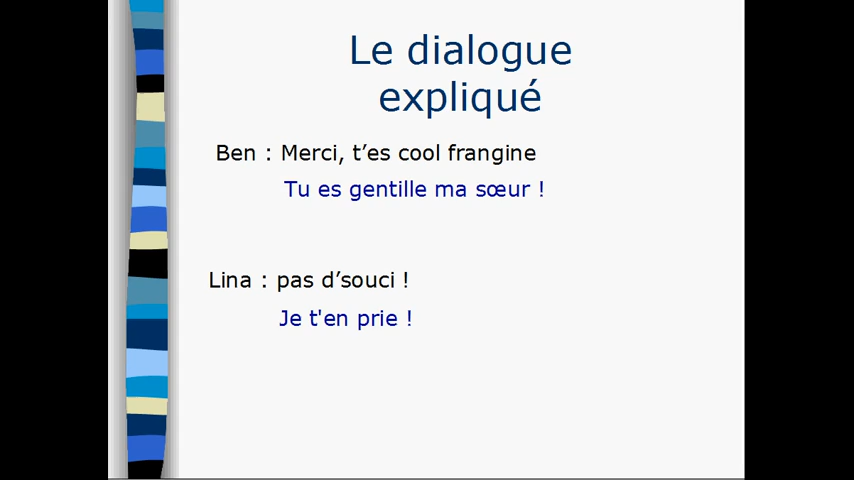 Le dialogue
expliqué
Ben : Merci, t’es cool frangine
Tu es gentille ma sœur !
Lina : pas d’souci !
Je t'en prie !